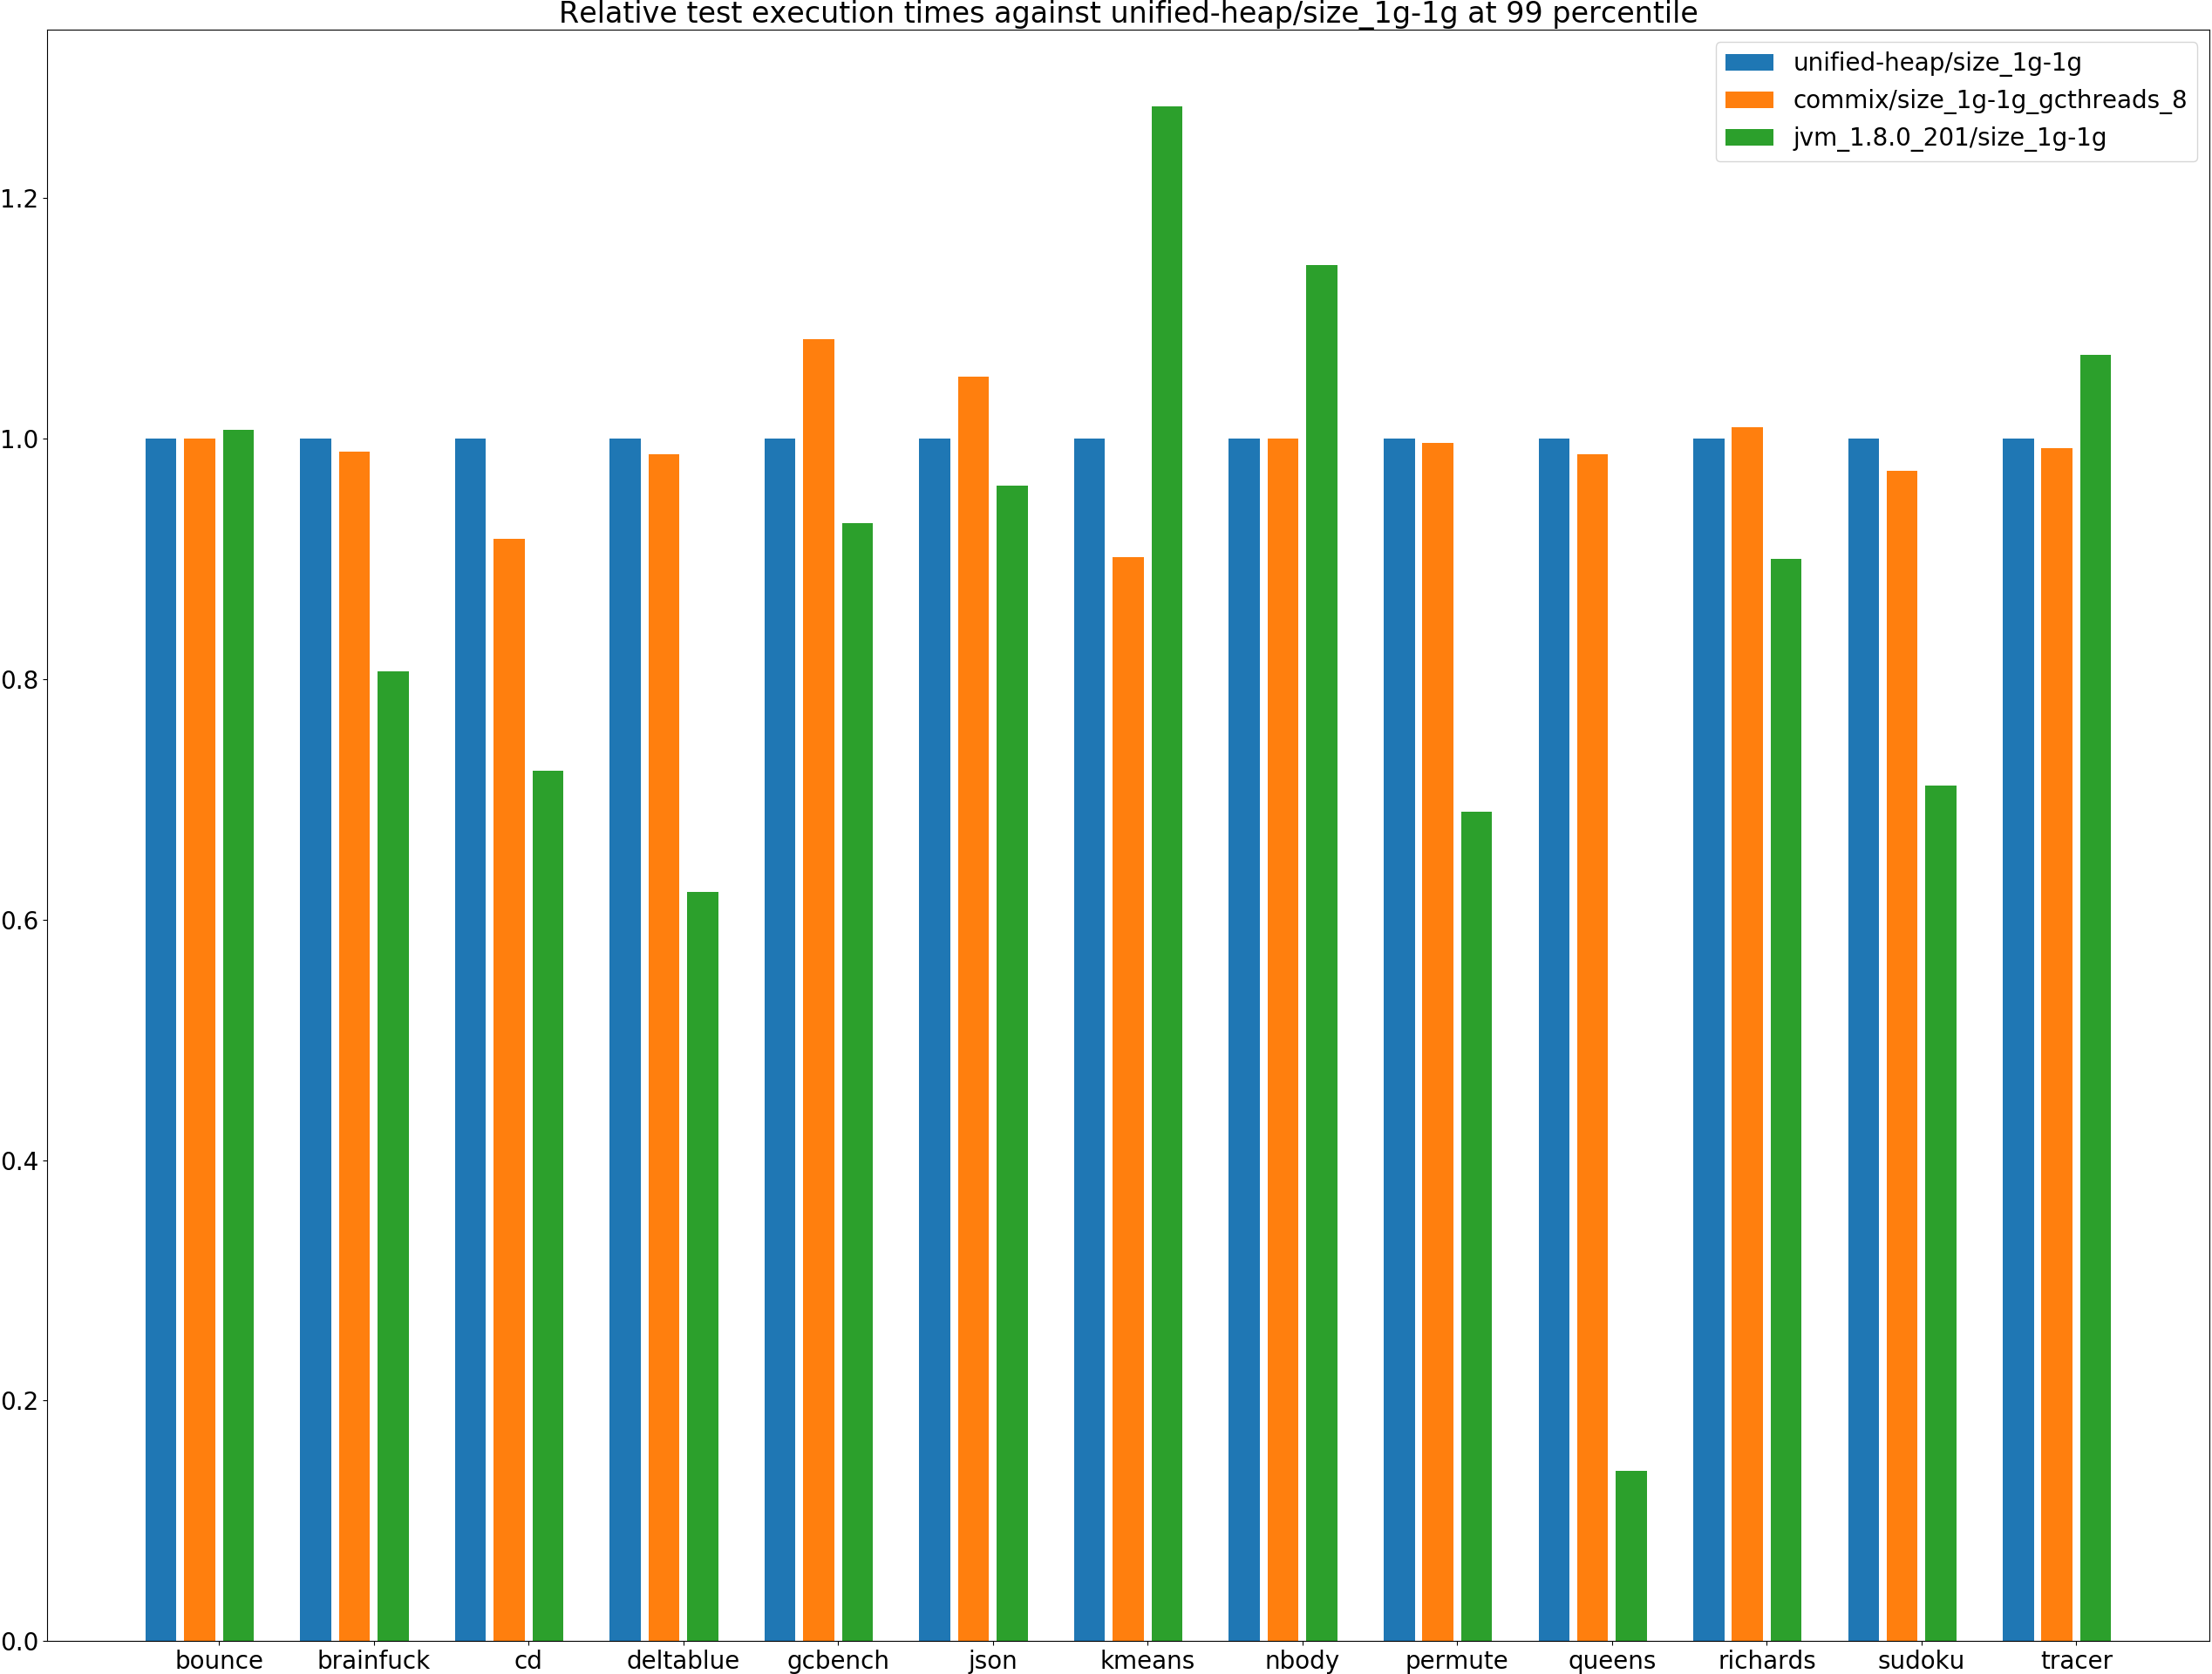 Relative test execution times against unified-heap/size_1g-1g at 99 percentile
unified-heap/size_1g-1g
commix/size_1g-1g_gcthreads_8
jvm_1.8.0_201/size_1g-1g
1.2
1.0
0.8
0.6
0.4
0.2
0.0
bounce brainfuck cd deltablue gcbench json kmeans nbody permute queens richards sudoku tracer